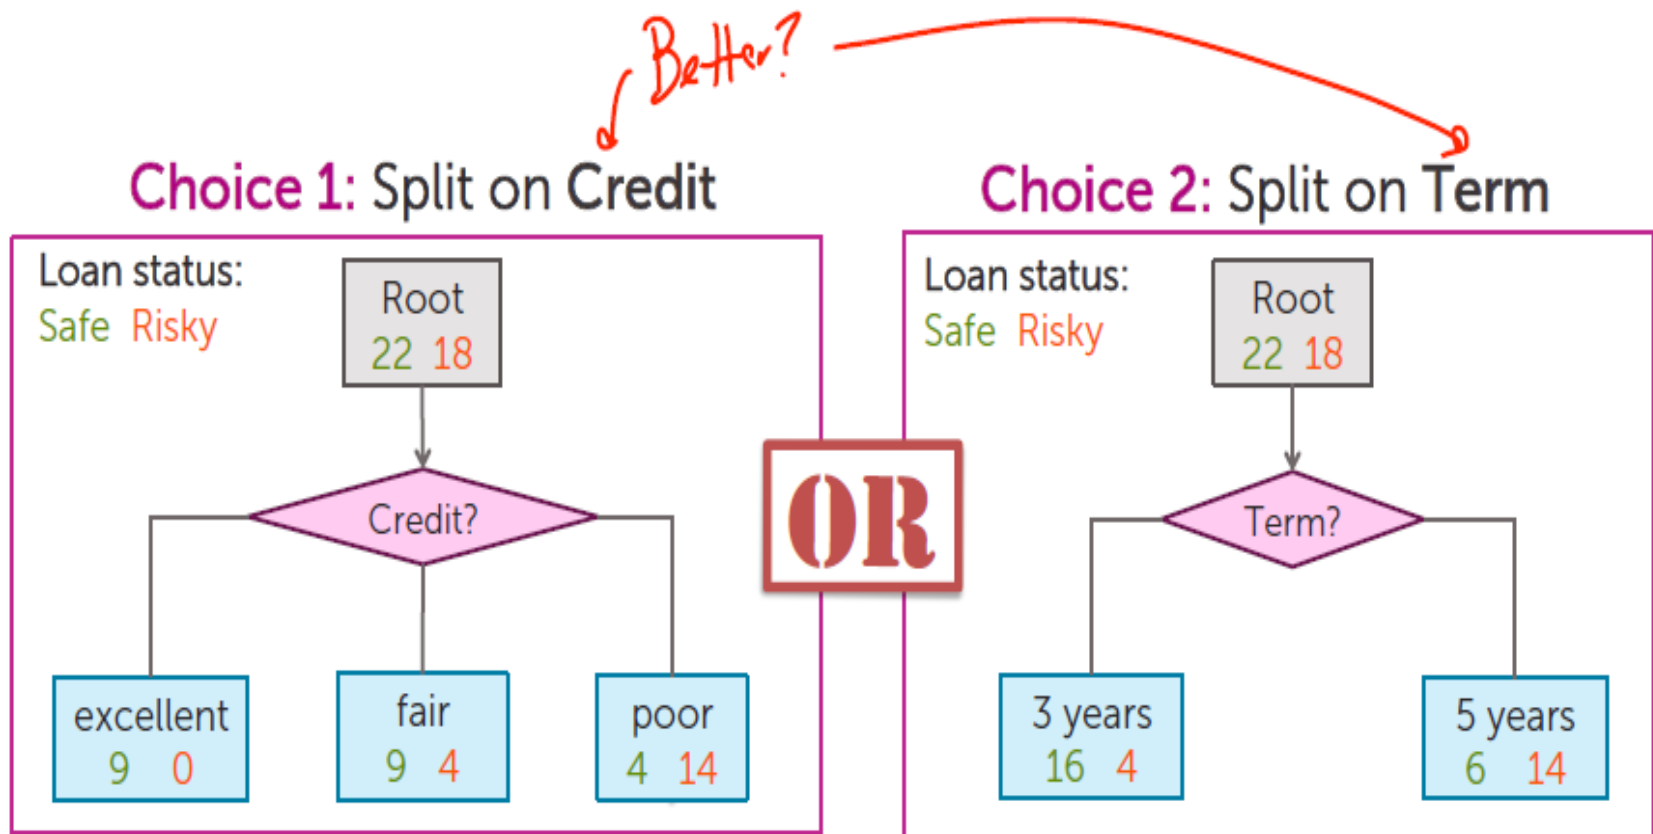 Better?
Choice 1: Split on Credit
Loan status:
Safe Risky
Root
22 18
Credit?
excellent
9 0
fair
9 4
poor
4 14
OR
Choice 2: Split on Term
Loan status:
Safe Risky
Root
22 18
Term?
3 years
16 4
5 years
6 14